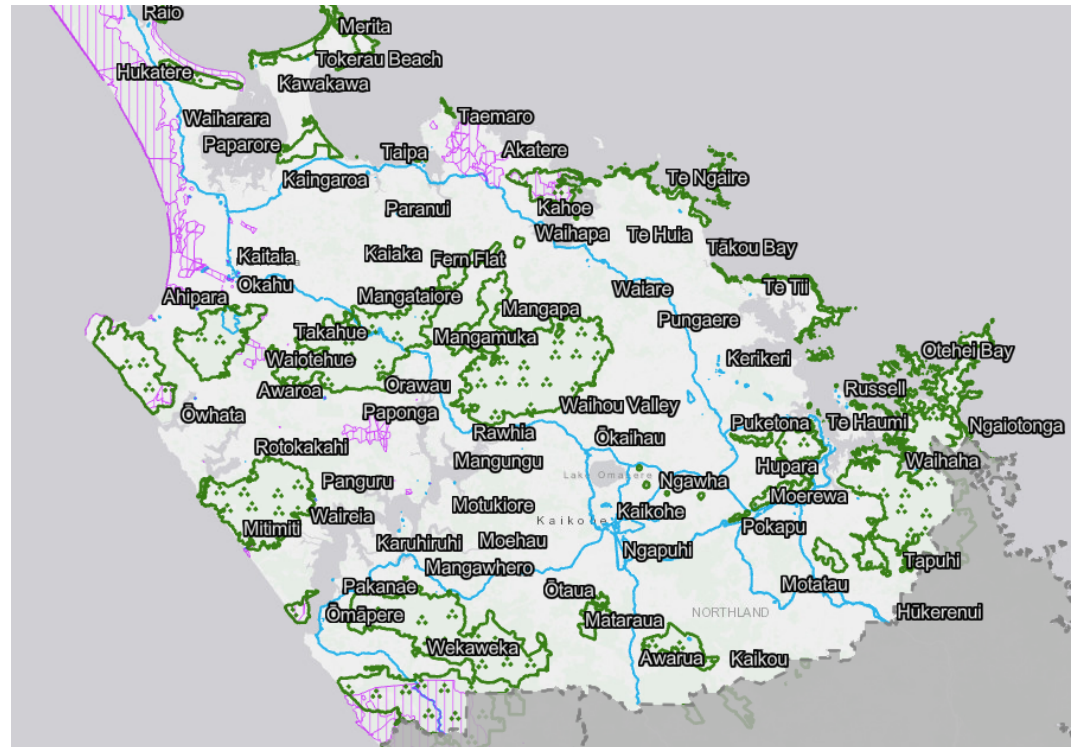 Raio
Merita
Tokerau Beach
Hukatere
Kawakawa
Waiharara
Taemaro
Paparore
Taipa
Akatere
Kaingaroa
Te Ngaire
Paranui
Kahoe
Waihapa
Te Huia
Tākou Bay
Kaitaia
Kaiaka
Fern Flat
Okahu
Waiare
Te Tii
Ahipara
Mangataiore
Mangapa
Pungaere
Takahue
Mangamuka
Waiotehue
Kerikeri
Otehei Bay
Awaroa
Orawau
Russell
Ōwhata
Paponga
Waihou Valley
Puketona
Te Haumi
Ngaiotonga
Rawhia
Ōkaihau
Rotokakahi
Mangungu
Waihaha
Hupara
Lake Omapere
Panguru
Ngawha
Moerewa
Motukiore
Kaikohe
Waireia
Kaikohe
Pokapu
Mitimiti
Karuhiruhi
Moehau
Ngapuhi
Tapuhi
Mangawhero
Pakanae
Ōtaua
Motatau
Ōmāpere
Mataraua
NORTHLAND
Hūkerenui
Wekaweka
Awarua
Kaikou